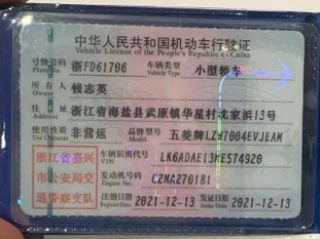 中华人民共和国机动车行驶证
Vehicle License of the People's Republic of China
号牌号码 浙FD61706 车辆类型 小型轿车
Plate No. Vehicle Type
所有人 钱志英
Owner
住址 浙江省海盐县武原镇华星村沈家浜13号
Address
使用性质 非营运 品牌型号 五菱牌LZW7004EVJEAM
浙江省嘉兴市公安局交通警察支队
车辆识别代号 LK6ADAE13ME574920
VIN
发动机号码 C2MA270181
Engine No.
注册日期 2021-12-13 发证日期 2021-12-13
Register Date Issue Date